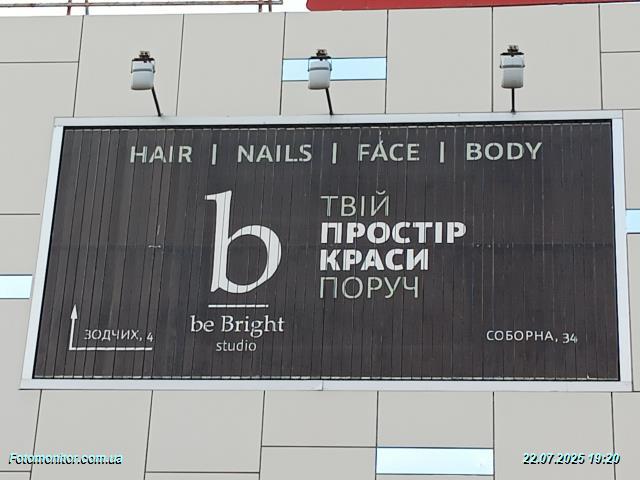 HAIR | NAILS | FACE | BODY
ТВІЙ
ПРОСТІР
КРАСИ
ПОРУЧ
b
be Bright
studio
ЗОДЧИХ, 4
СОБОРНА, 34
Fotomonitor.com.ua
22.07.2025 19:20